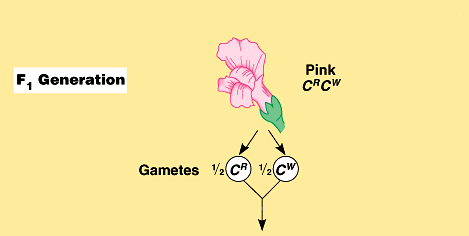 Pink
F₁ Generation
CᴿCᵂ
Gametes ½ Cᴿ ½ Cᵂ